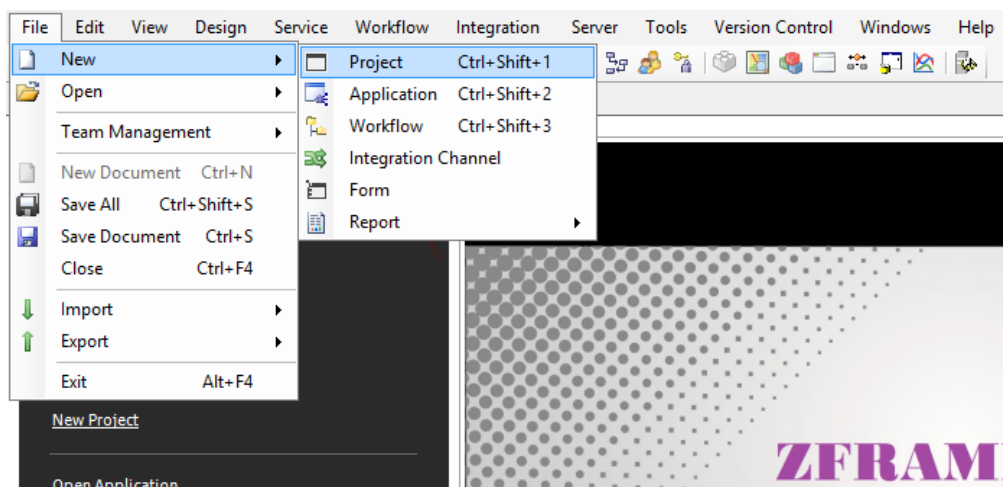 File Edit View Design Service Workflow Integration Server Tools Version Control Windows Help
New
Open
Team Management
New Document Ctrl+N
Save All Ctrl+Shift+S
Save Document Ctrl+S
Close Ctrl+F4
Import
Export
Exit Alt+F4
Project Ctrl+Shift+1
Application Ctrl+Shift+2
Workflow Ctrl+Shift+3
Integration Channel
Form
Report
New Project
Open Application
ZFRAM